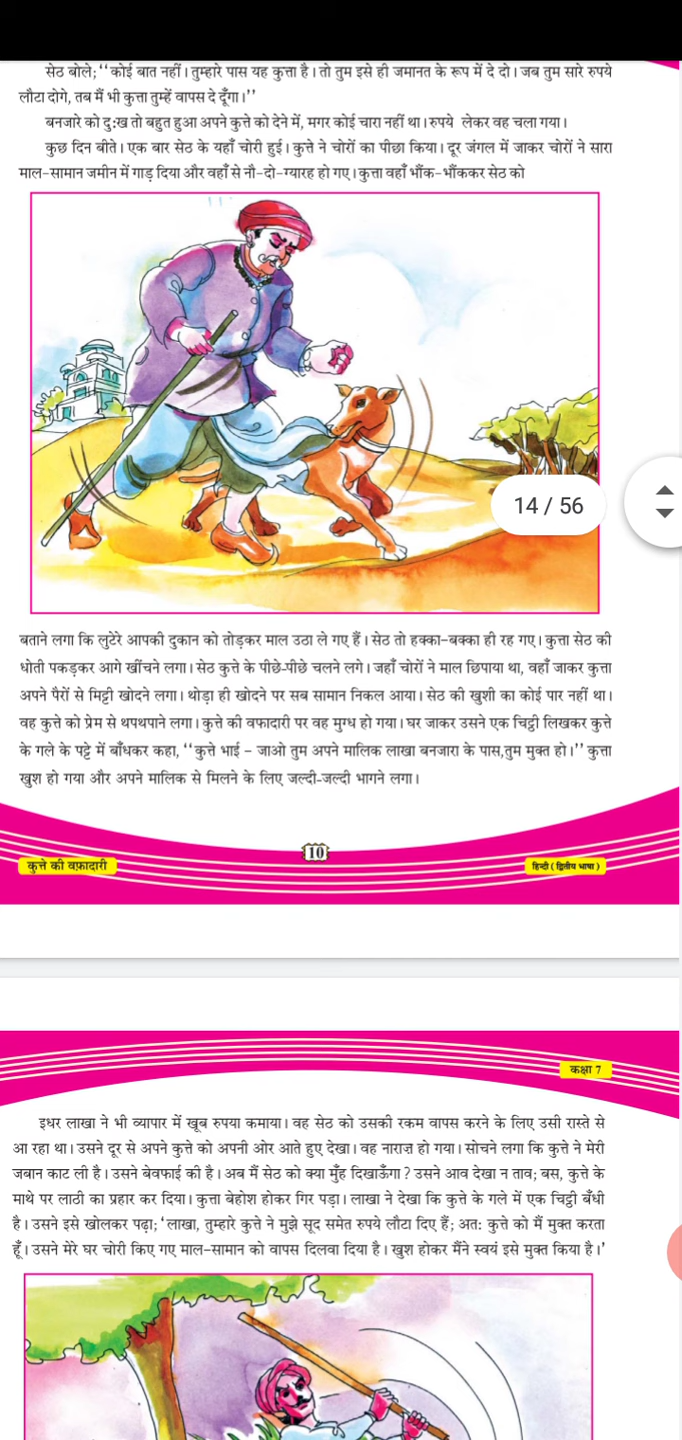 सेठ बोले; ‘‘कोई बात नहीं। तुम्हारे पास यह कुत्ता है। तो तुम इसे ही जमानत के रूप में दे दो। जब तुम सारे रुपये
लौटा दोगे, तब मैं भी कुत्ता तुम्हें वापस दे दूँगा।’’
बनजारे को दुःख तो बहुत हुआ अपने कुत्ते को देने में, मगर कोई चारा नहीं था। रुपये लेकर वह चला गया।
कुछ दिन बीते। एक बार सेठ के यहाँ चोरी हुई। कुत्ते ने चोरों का पीछा किया। दूर जंगल में जाकर चोरों ने सारा
माल-सामान जमीन में गाड़ दिया और वहाँ से नौ-दो-ग्यारह हो गए। कुत्ता वहाँ भौंक-भौंककर सेठ को
14 / 56
बताने लगा कि लुटेरे आपकी दुकान को तोड़कर माल उठा ले गए हैं। सेठ तो हक्का-बक्का ही रह गए। कुत्ता सेठ की
धोती पकड़कर आगे खींचने लगा। सेठ कुत्ते के पीछे-पीछे चलने लगे। जहाँ चोरों ने माल छिपाया था, वहाँ जाकर कुत्ता
अपने पैरों से मिट्टी खोदने लगा। थोड़ा ही खोदने पर सब सामान निकल आया। सेठ की खुशी का कोई पार नहीं था।
वह कुत्ते को प्रेम से थपथपाने लगा। कुत्ते की वफादारी पर वह मुग्ध हो गया। घर जाकर उसने एक चिट्ठी लिखकर कुत्ते
के गले के पट्टे में बाँधकर कहा, ‘‘कुत्ते भाई - जाओ तुम अपने मालिक लाखा बनजारा के पास,तुम मुक्त हो।’’ कुत्ता
खुश हो गया और अपने मालिक से मिलने के लिए जल्दी-जल्दी भागने लगा।
10
कुत्ते की वफ़ादारी
हिन्दी ( द्वितीय भाषा )
कक्षा 7
इधर लाखा ने भी व्यापार में खूब रुपया कमाया। वह सेठ को उसकी रकम वापस करने के लिए उसी रास्ते से
आ रहा था। उसने दूर से अपने कुत्ते को अपनी ओर आते हुए देखा। वह नाराज़ हो गया। सोचने लगा कि कुत्ते ने मेरी
जबान काट ली है। उसने बेवफाई की है। अब मैं सेठ को क्या मुँह दिखाऊँगा ? उसने आव देखा न ताव; बस, कुत्ते के
माथे पर लाठी का प्रहार कर दिया। कुत्ता बेहोश होकर गिर पड़ा। लाखा ने देखा कि कुत्ते के गले में एक चिट्ठी बँधी
है। उसने इसे खोलकर पढ़ा; ‘लाखा, तुम्हारे कुत्ते ने मुझे सूद समेत रुपये लौटा दिए हैं; अतः कुत्ते को मैं मुक्त करता
हूँ। उसने मेरे घर चोरी किए गए माल-सामान को वापस दिलवा दिया है। खुश होकर मैंने स्वयं इसे मुक्त किया है।’